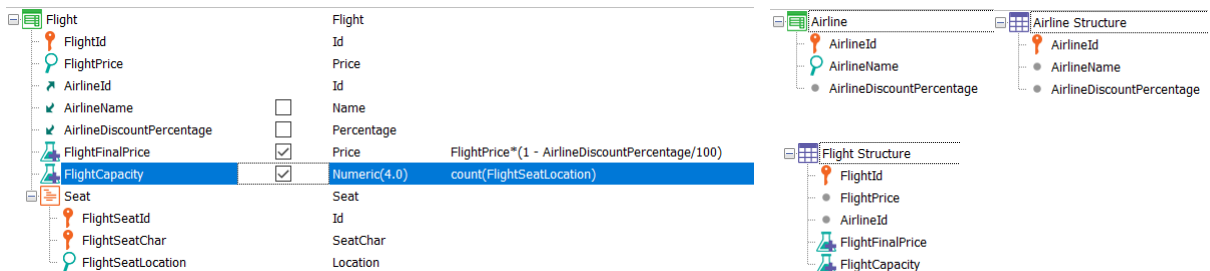 Flight Flight
FlightId Id
FlightPrice Price
AirlineId Id
AirlineName Name
AirlineDiscountPercentage Percentage
FlightFinalPrice Price FlightPrice*(1 - AirlineDiscountPercentage/100)
FlightCapacity Numeric(4.0) count(FlightSeatLocation)
Seat Seat
FlightSeatId Id
FlightSeatChar SeatChar
FlightSeatLocation Location
Airline
AirlineId
AirlineName
AirlineDiscountPercentage
Airline Structure
AirlineId
AirlineName
AirlineDiscountPercentage
Flight Structure
FlightId
FlightPrice
AirlineId
FlightFinalPrice
FlightCapacity